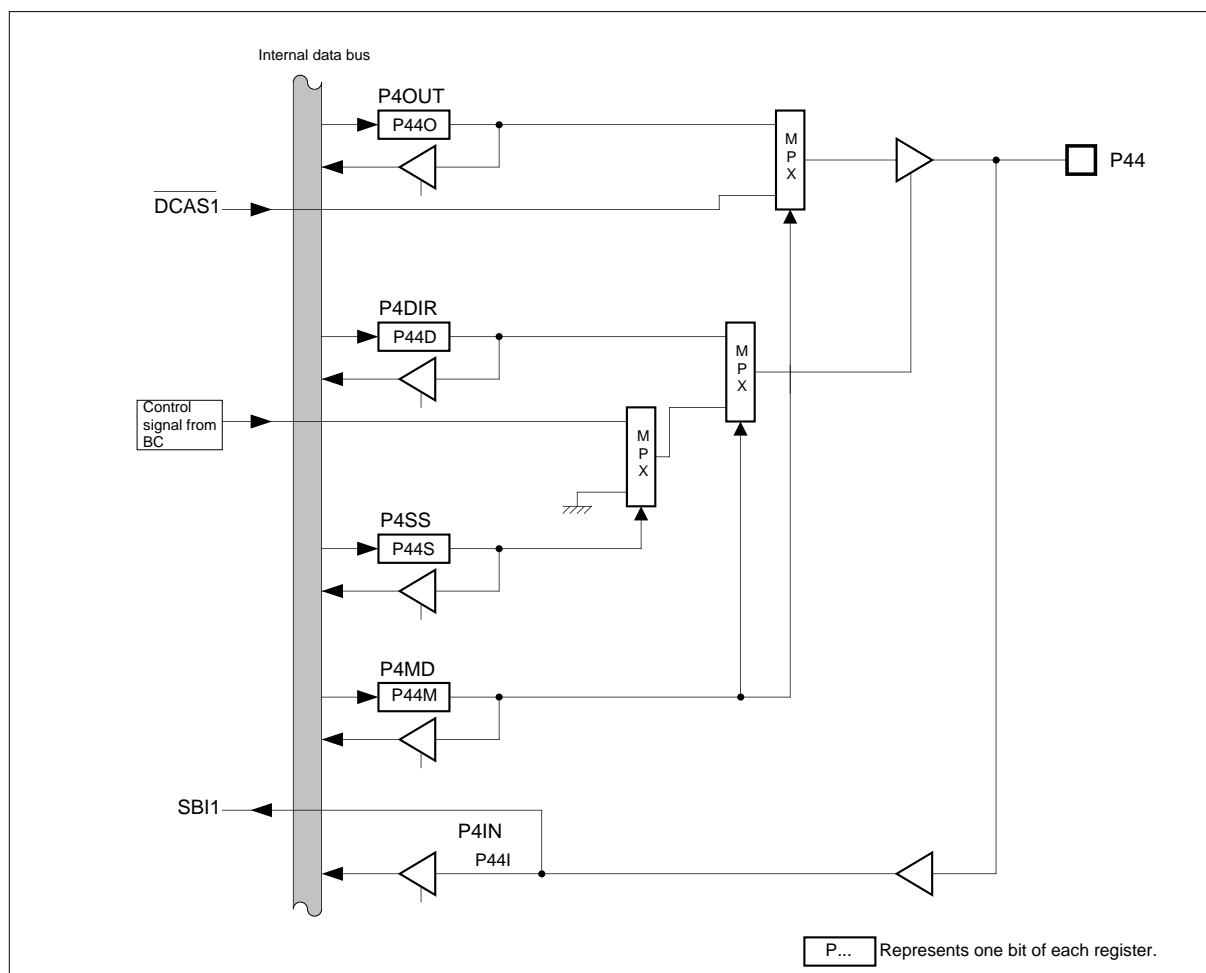 Internal data bus
P4OUT
P44O
M
P
X
P44
DCAS1
P4DIR
P44D
M
P
X
Control
signal from
BC
M
P
X
P4SS
P44S
P4MD
P44M
SBI1
P4IN
P44I
P... Represents one bit of each register.